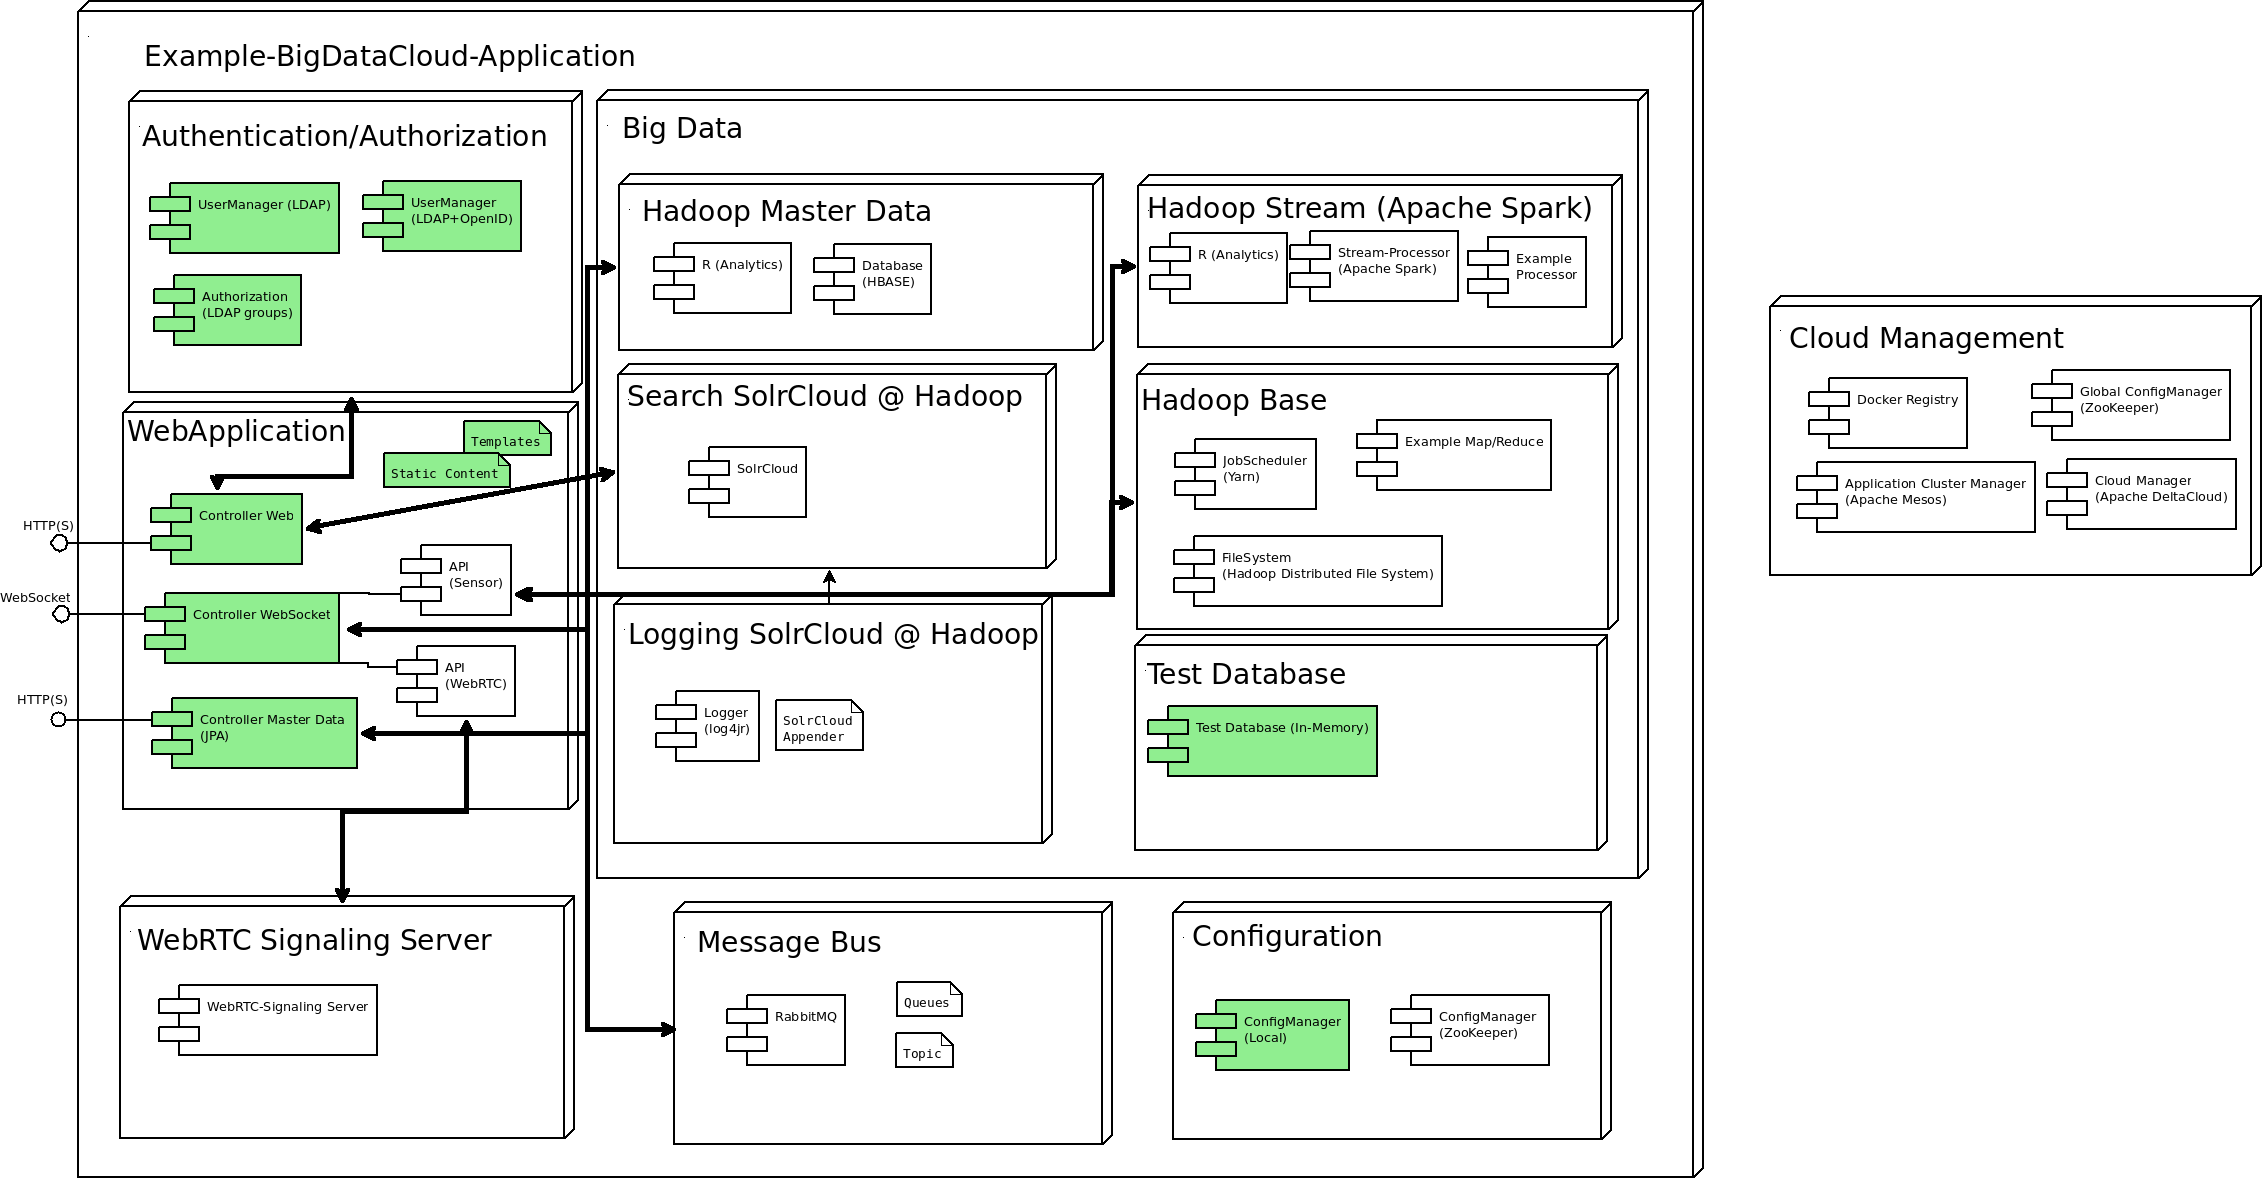 Example-BigDataCloud-Application
Authentication/Authorization
UserManager (LDAP)
UserManager
(LDAP+OpenID)
Authorization
(LDAP groups)
WebApplication
Templates
Static Content
HTTP(S)
Controller Web
API
(Sensor)
WebSocket
Controller WebSocket
API
(WebRTC)
HTTP(S)
Controller Master Data
(JPA)
WebRTC Signaling Server
WebRTC-Signaling Server
Big Data
Hadoop Master Data
R (Analytics)
Database
(HBASE)
Hadoop Stream (Apache Spark)
R (Analytics)
Stream-Processor
(Apache Spark)
Example
Processor
Search SolrCloud @ Hadoop
SolrCloud
Hadoop Base
JobScheduler
(Yarn)
Example Map/Reduce
FileSystem
(Hadoop Distributed File System)
Logging SolrCloud @ Hadoop
Logger
(log4jr)
SolrCloud
Appender
Test Database
Test Database (In-Memory)
Message Bus
RabbitMQ
Queues
Topic
Configuration
ConfigManager
(Local)
ConfigManager
(ZooKeeper)
Cloud Management
Docker Registry
Global ConfigManager
(ZooKeeper)
Application Cluster Manager
(Apache Mesos)
Cloud Manager
(Apache DeltaCloud)